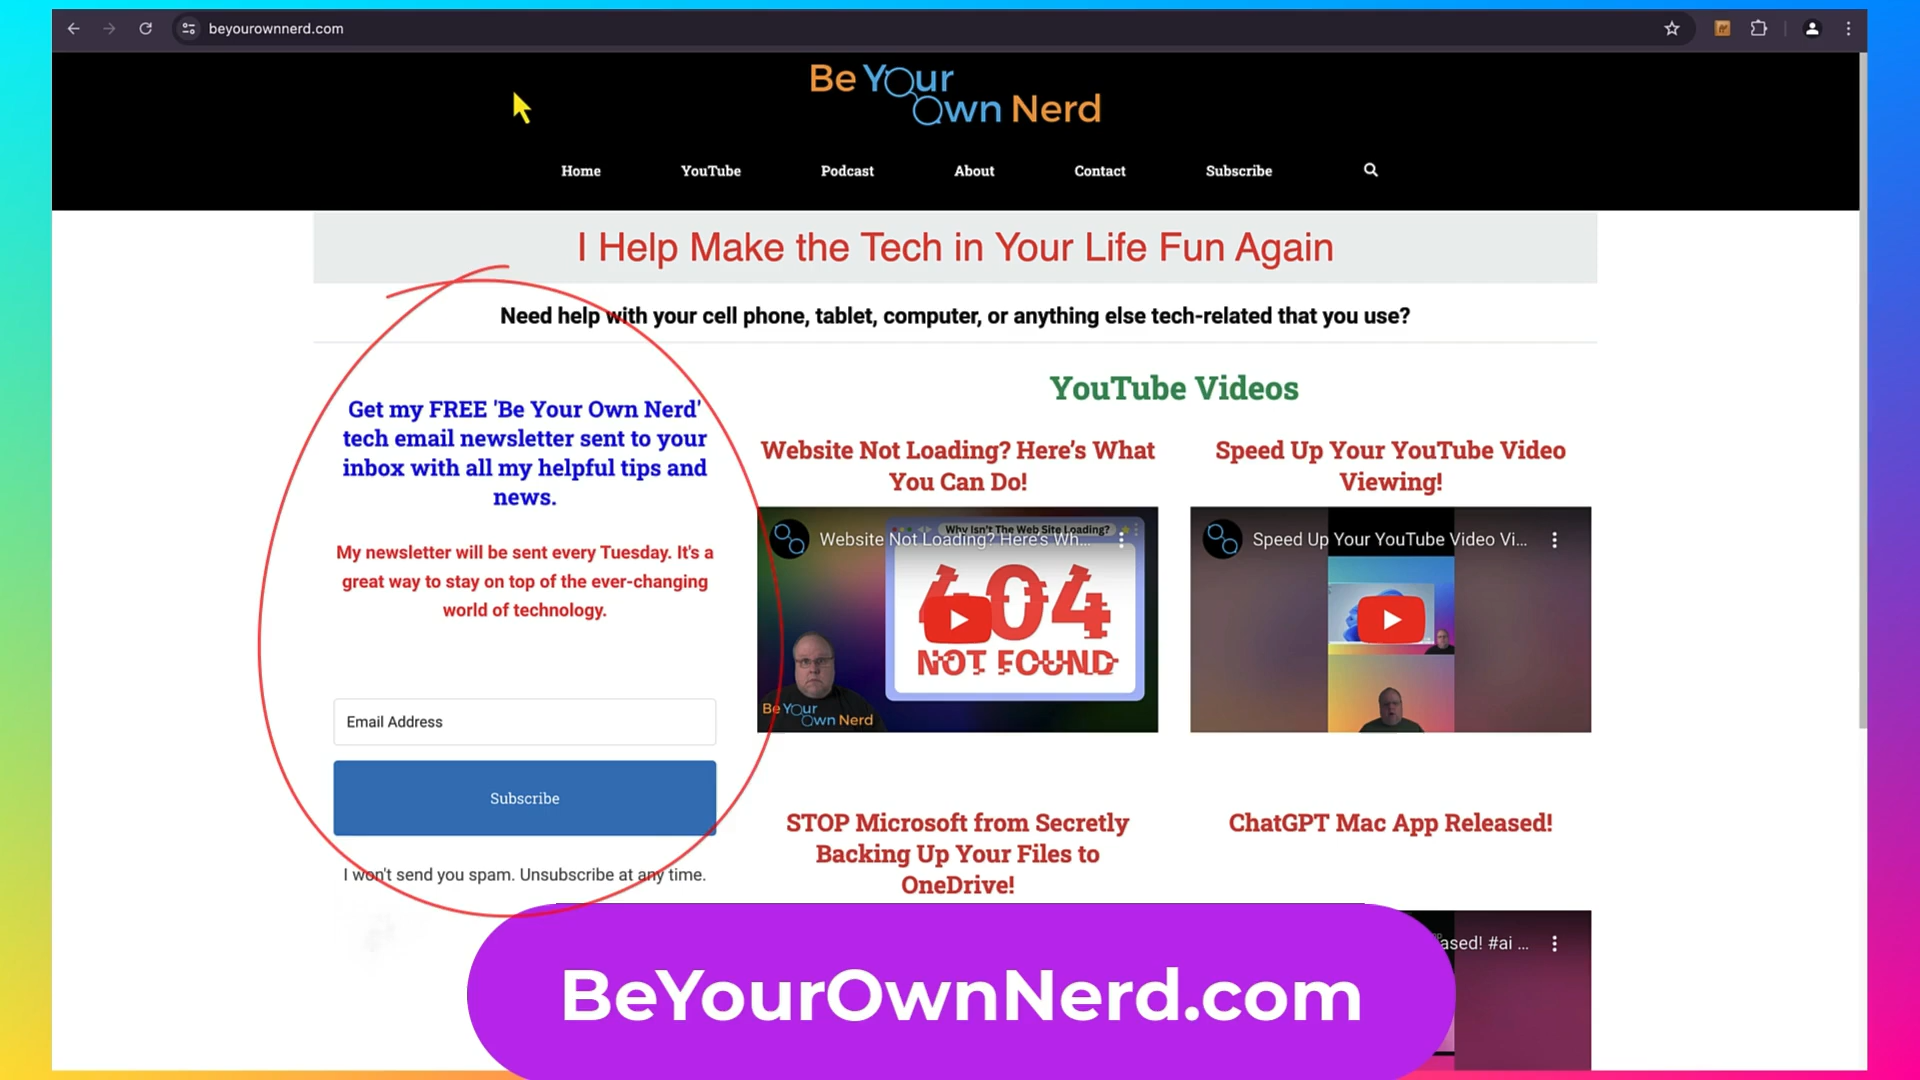 beyourownnerd.com
Be Your
Own Nerd
Home YouTube Podcast About Contact Subscribe
I Help Make the Tech in Your Life Fun Again
Need help with your cell phone, tablet, computer, or anything else tech-related that you use?
Get my FREE 'Be Your Own Nerd'
tech email newsletter sent to your
inbox with all my helpful tips and
news.
My newsletter will be sent every Tuesday. It's a
great way to stay on top of the ever-changing
world of technology.
Email Address
Subscribe
I won't send you spam. Unsubscribe at any time.
YouTube Videos
Website Not Loading? Here's What
You Can Do!
Why Isn't The Web Site Loading?
Website Not Loading? Here's Wh...
404
NOT FOUND
Be Your
Own Nerd
Speed Up Your YouTube Video
Viewing!
Speed Up Your YouTube Video Vi...
STOP Microsoft from Secretly
Backing Up Your Files to
OneDrive!
ChatGPT Mac App Released!
ased! #ai ...
BeYourOwnNerd.com